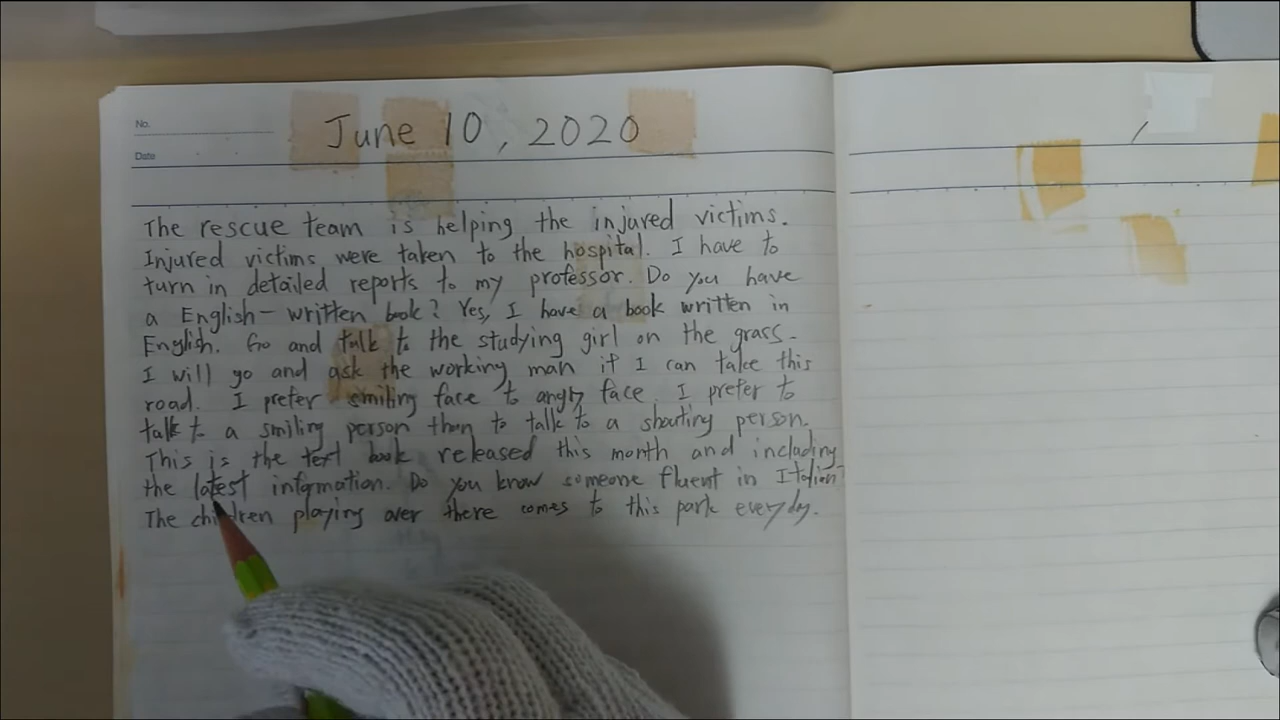 No.
June 10, 2020
Date
The rescue team is helping the injured victims.
Injured victims were taken to the hospital. I have to
turn in detailed reports to my professor. Do you have
a English-written book? Yes, I have a book written in
English. Go and talk to the studying girl on the grass.
I will go and ask the working man if I can take this
road. I prefer smiling face to angry face. I prefer to
talk to a smiling person than to talk to a shouting person.
This is the text book released this month and including
the latest information. Do you know someone fluent in Italian?
The children playing over there comes to this park everyday.